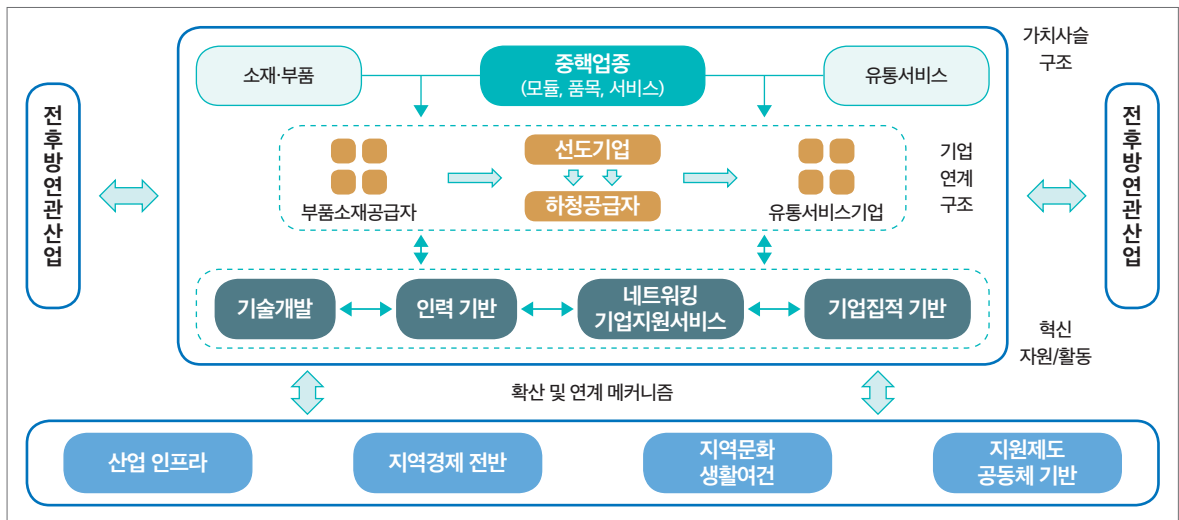 가치사슬
구조
소재·부품
중핵업종
(모듈, 품목, 서비스)
유통서비스
전후방연관산업
전후방연관산업
선도기업
하청공급자
부품소재공급자
유통서비스기업
기업
연계
구조
기술개발
인력 기반
네트워킹
기업지원서비스
기업집적 기반
혁신
자원/활동
확산 및 연계 메커니즘
산업 인프라
지역경제 전반
지역문화
생활여건
지원제도
공동체 기반